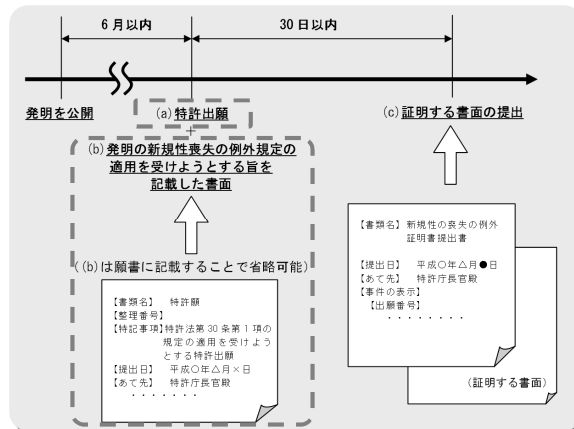 6月以内
30日以内
発明を公開
(a)特許出願
+
(b)発明の新規性喪失の例外規定の
適用を受けようとする旨を
記載した書面
((b)は願書に記載することで省略可能)
【書類名】 特許願
【整理番号】
【特記事項】特許法第30条第1項の
規定の適用を受けよう
とする特許出願
【提出日】 平成○年△月×日
【あて先】 特許庁長官殿
・・・・・・・
(c)証明する書面の提出
【書類名】新規性の喪失の例外
証明書提出書
【提出日】 平成○年△月●日
【あて先】 特許庁長官殿
【事件の表示】
【出願番号】
・・・・・・・・
(証明する書面)